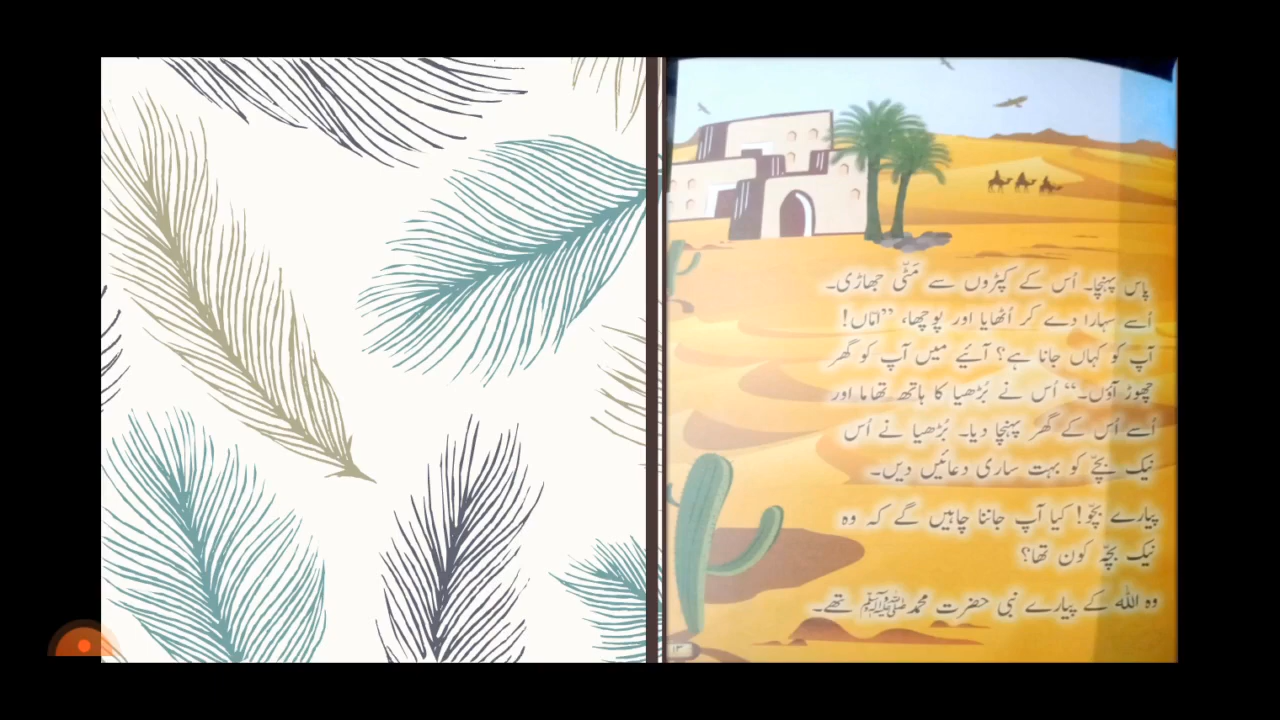 پاس پہنچا۔ اُس کے کپڑوں سے مَٹّی جھاڑی۔
اُسے سہارا دے کر اُٹھایا اور پوچھا، ”امّاں!
آپ کو کہاں جانا ہے؟ آئیے میں آپ کو گھر
چھوڑ آؤں۔“ اُس نے بُڑھیا کا ہاتھ تھاما اور
اُسے اُس کے گھر پہنچا دیا۔ بُڑھیا نے اُس
نیک بچّے کو بہت ساری دعائیں دیں۔
پیارے بچّو! کیا آپ جاننا چاہیں گے کہ وہ
نیک بچّہ کون تھا؟
وہ اللہ کے پیارے نبی حضرت محمد ﷺ تھے۔
۱۳